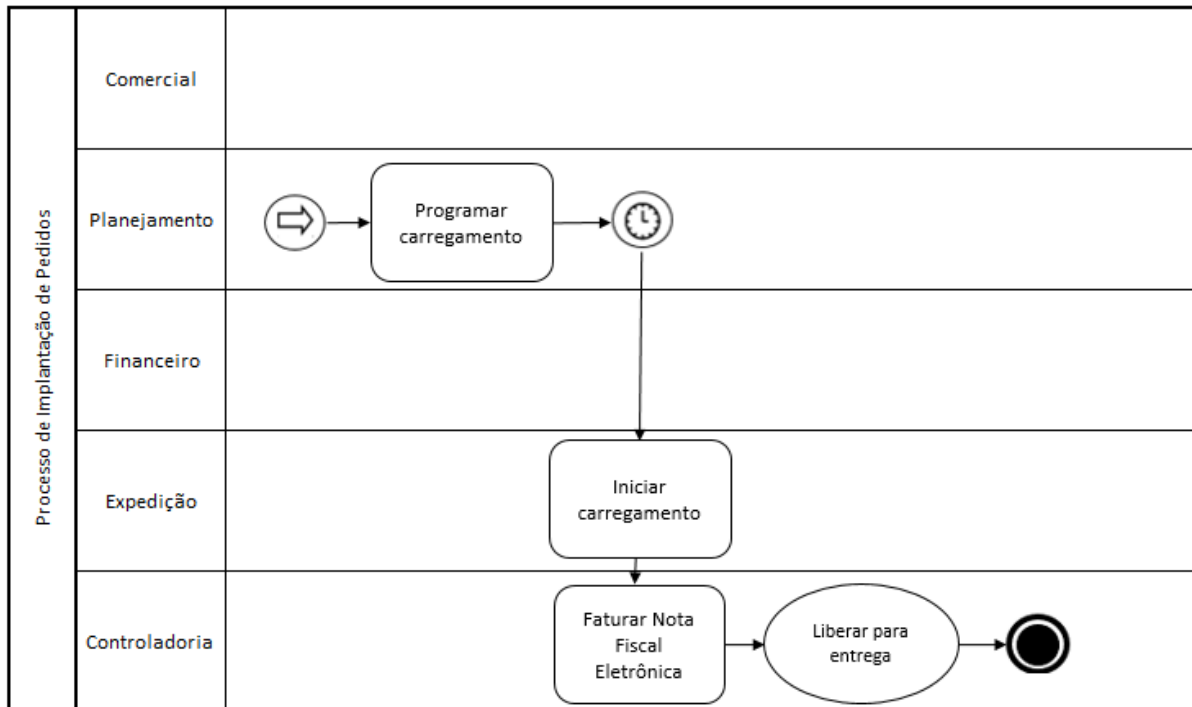 Processo de Implantação de Pedidos
Comercial
Planejamento
Programar
carregamento
Financeiro
Expedição
Iniciar
carregamento
Controladoria
Faturar Nota
Fiscal
Eletrônica
Liberar para
entrega